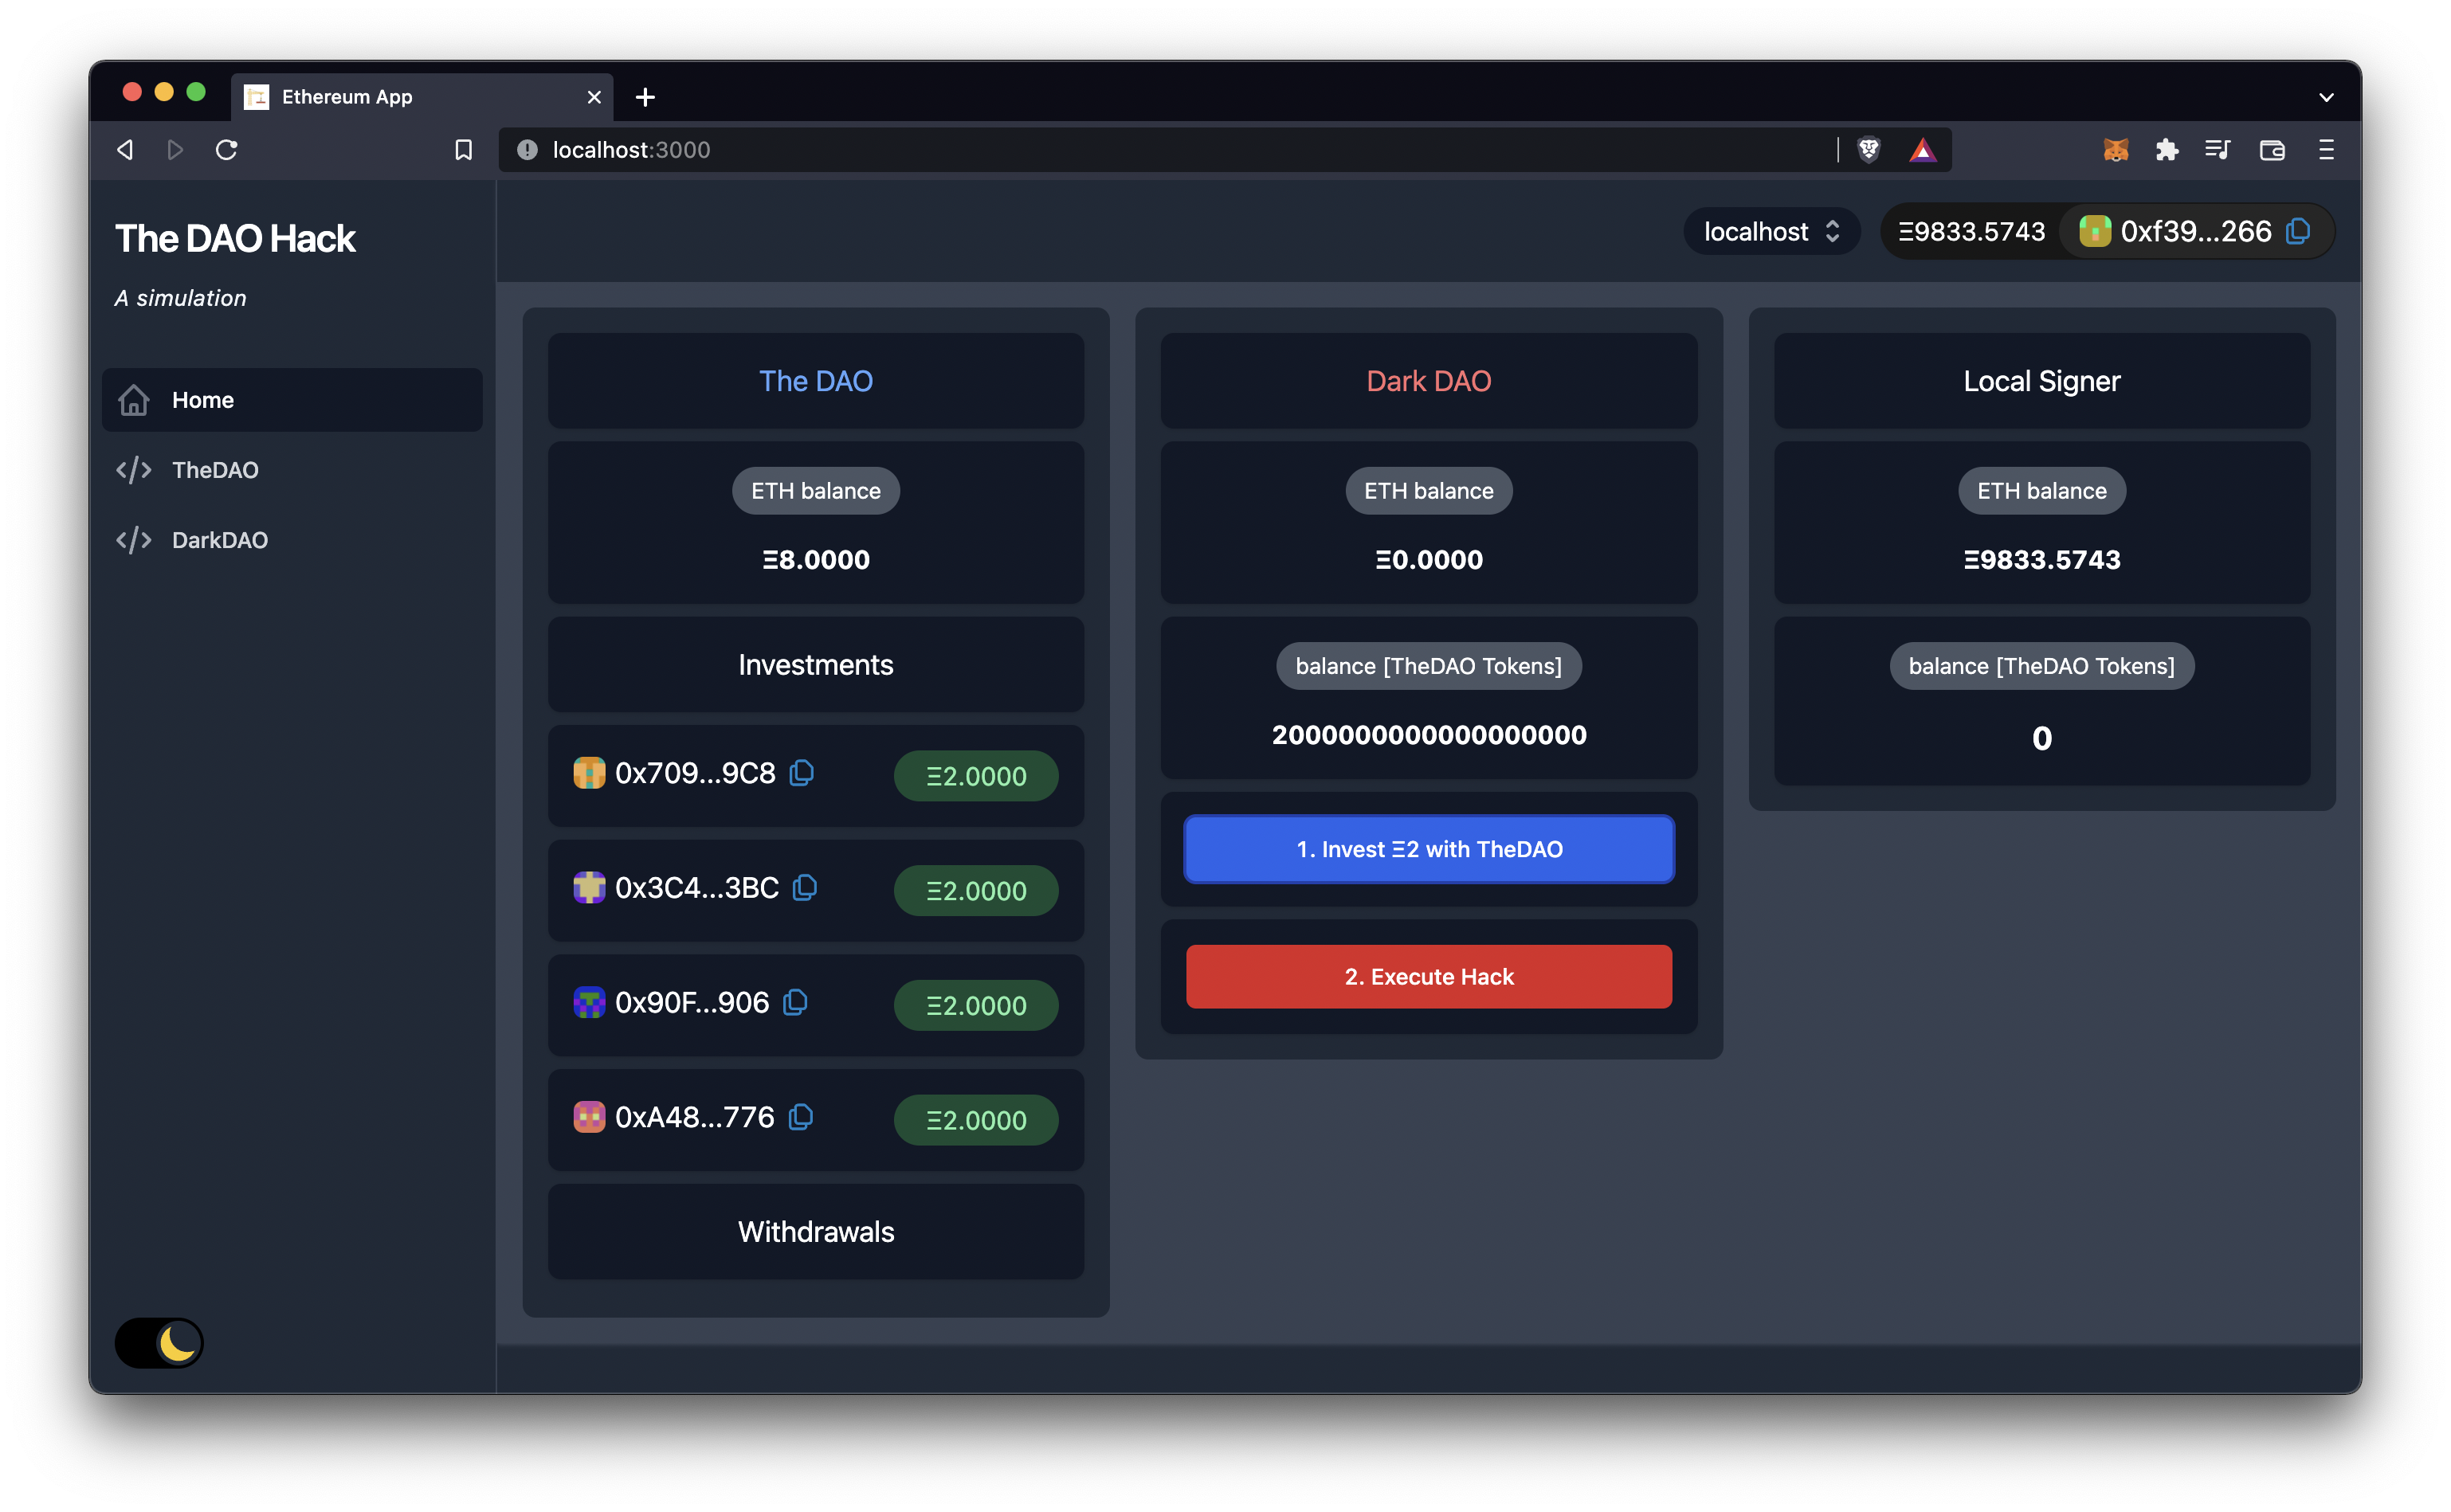 Ethereum App
localhost:3000
The DAO Hack
A simulation
Home
TheDAO
DarkDAO
localhost
Ξ9833.5743
0xf39...266
The DAO
ETH balance
Ξ8.0000
Investments
0x709...9C8
Ξ2.0000
0x3C4...3BC
Ξ2.0000
0x90F...906
Ξ2.0000
0xA48...776
Ξ2.0000
Withdrawals
Dark DAO
ETH balance
Ξ0.0000
balance [TheDAO Tokens]
2000000000000000000
1. Invest Ξ2 with TheDAO
2. Execute Hack
Local Signer
ETH balance
Ξ9833.5743
balance [TheDAO Tokens]
0